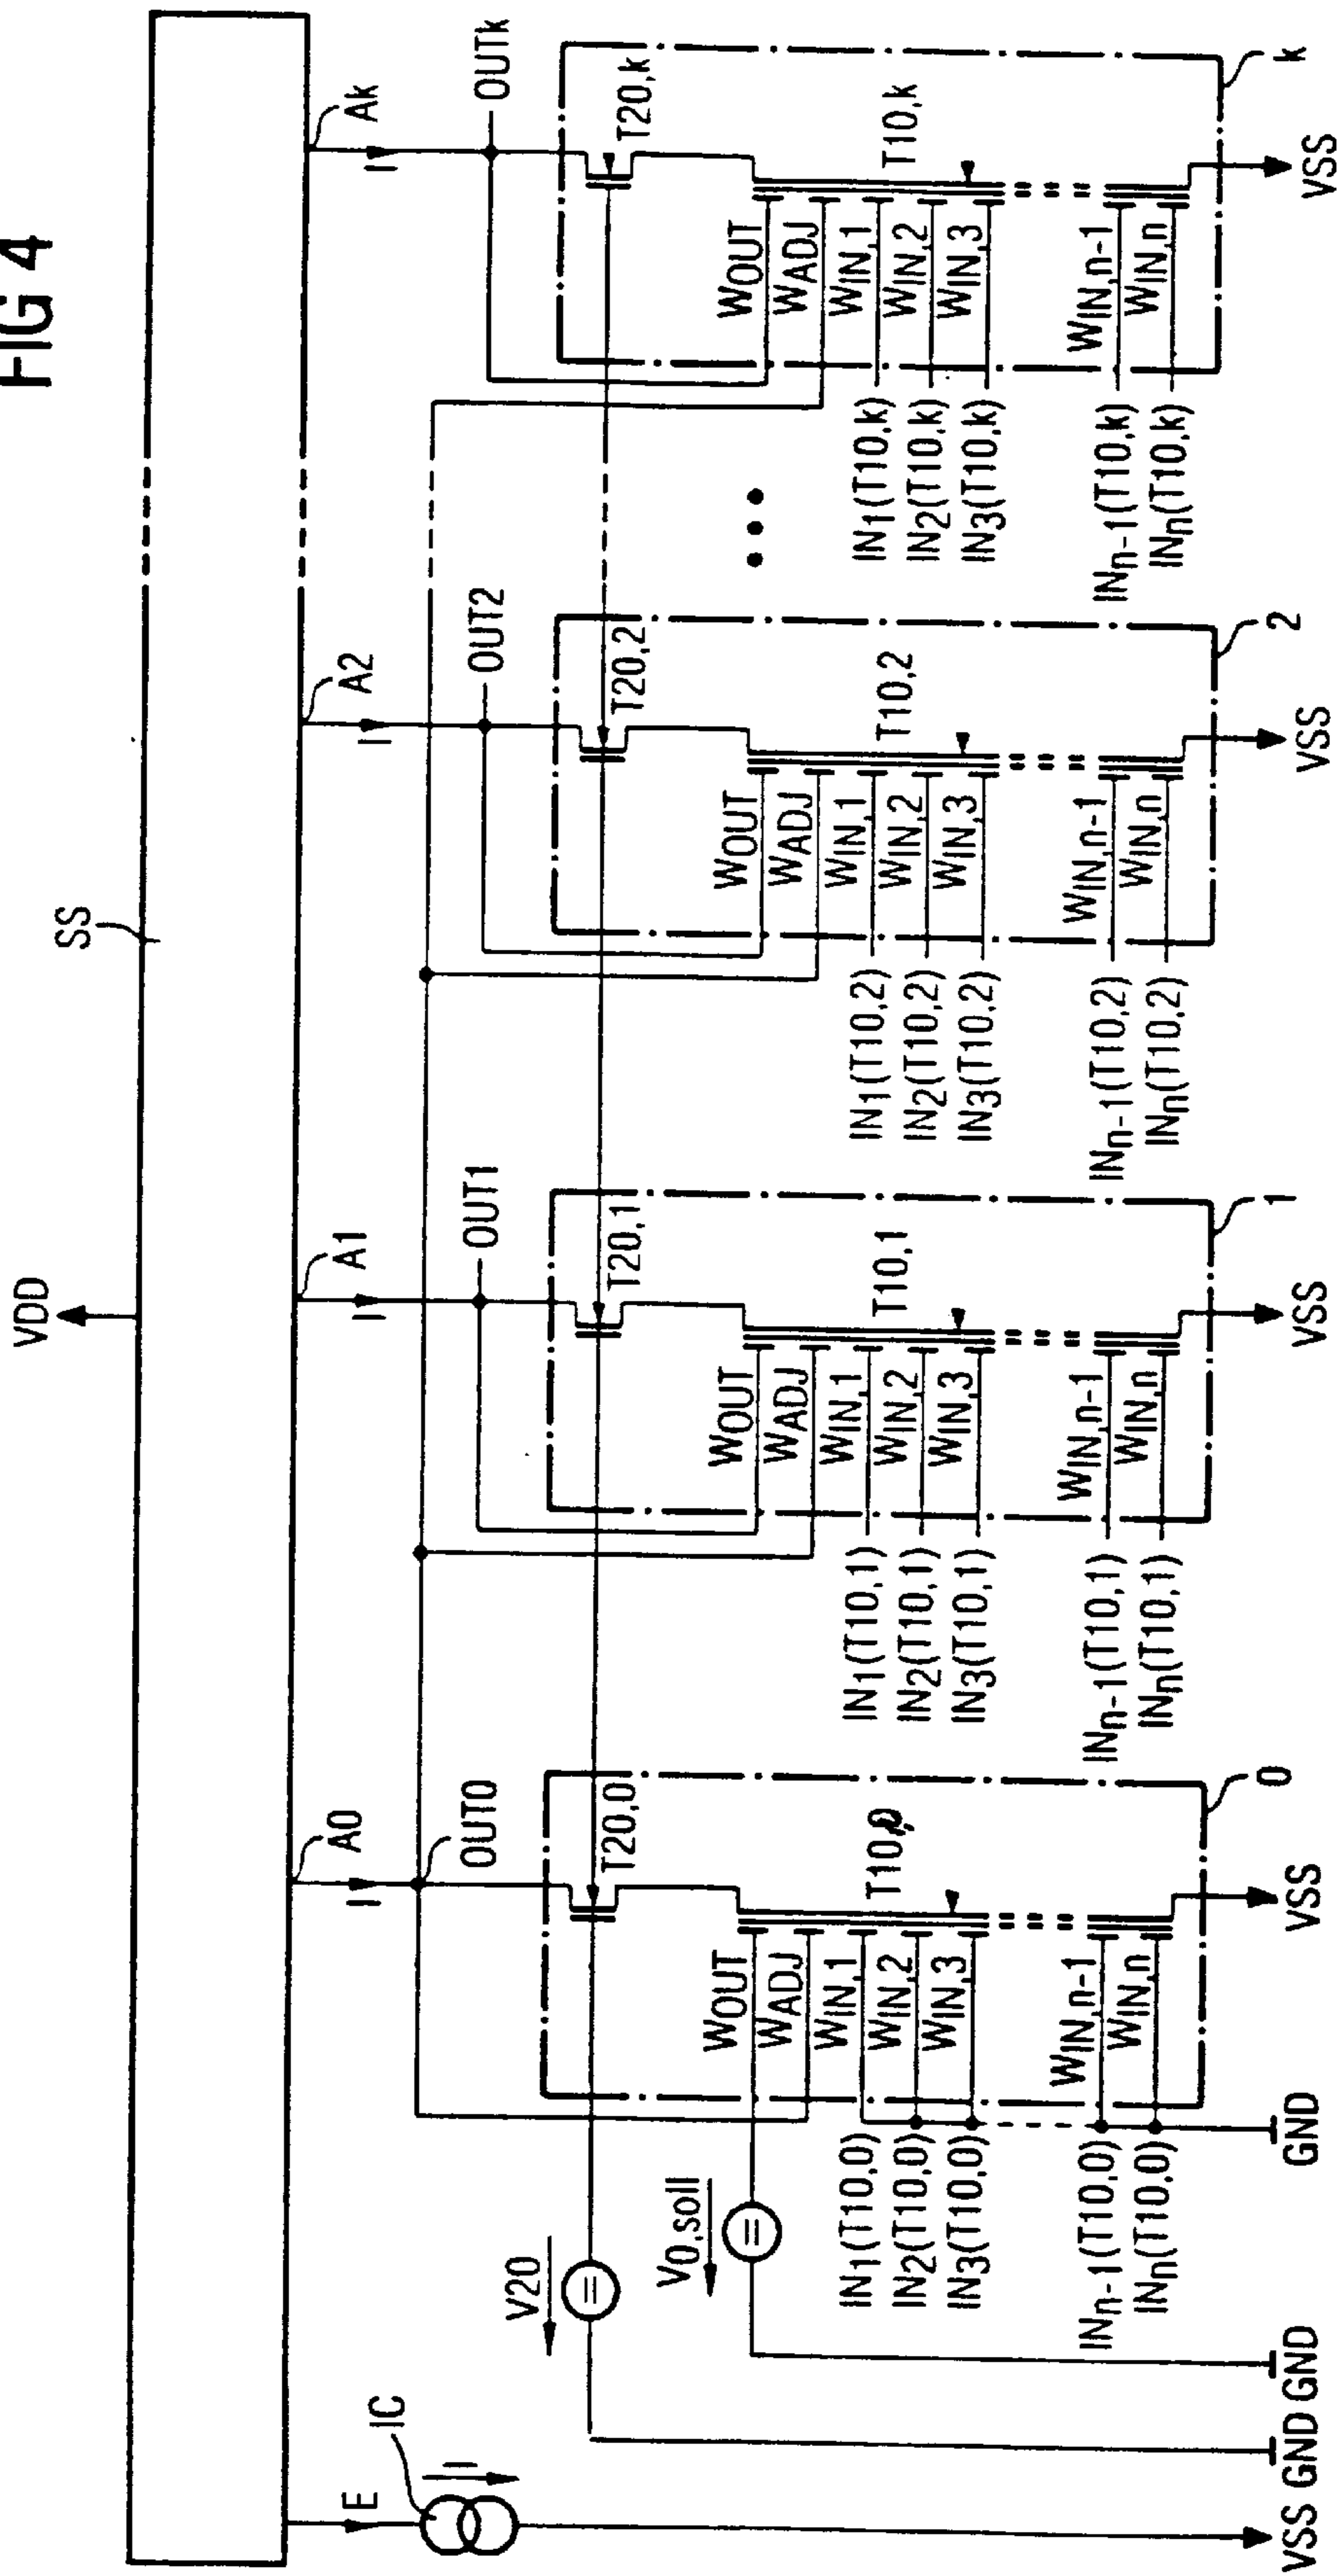 FIG 4
VDD
SS
E
IC
I
A0
I
OUT0
A1
I
OUT1
A2
I
OUT2
Ak
I
OUTk
V20
T20,0
T20,1
T20,2
T20,k
V0,soll
WOUT
WADJ
WIN,1
WIN,2
WIN,3
WIN,n-1
WIN,n
T10,0
IN1(T10,0)
IN2(T10,0)
IN3(T10,0)
INn-1(T10,0)
INn(T10,0)
0
WOUT
WADJ
WIN,1
WIN,2
WIN,3
WIN,n-1
WIN,n
T10,1
IN1(T10,1)
IN2(T10,1)
IN3(T10,1)
INn-1(T10,1)
INn(T10,1)
1
WOUT
WADJ
WIN,1
WIN,2
WIN,3
WIN,n-1
WIN,n
T10,2
IN1(T10,2)
IN2(T10,2)
IN3(T10,2)
INn-1(T10,2)
INn(T10,2)
2
WOUT
WADJ
WIN,1
WIN,2
WIN,3
WIN,n-1
WIN,n
T10,k
IN1(T10,k)
IN2(T10,k)
IN3(T10,k)
INn-1(T10,k)
INn(T10,k)
k
VSS GND GND GND VSS VSS VSS VSS